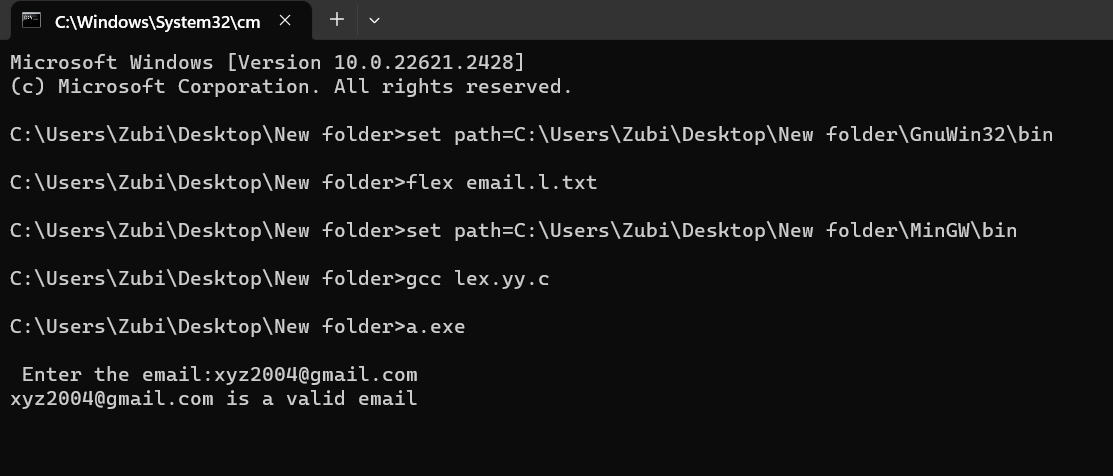 C:\Windows\System32\cm
Microsoft Windows [Version 10.0.22621.2428]
(c) Microsoft Corporation. All rights reserved.
C:\Users\Zubi\Desktop\New folder>set path=C:\Users\Zubi\Desktop\New folder\GnuWin32\bin
C:\Users\Zubi\Desktop\New folder>flex email.l.txt
C:\Users\Zubi\Desktop\New folder>set path=C:\Users\Zubi\Desktop\New folder\MinGW\bin
C:\Users\Zubi\Desktop\New folder>gcc lex.yy.c
C:\Users\Zubi\Desktop\New folder>a.exe
Enter the email:xyz2004@gmail.com
xyz2004@gmail.com is a valid email